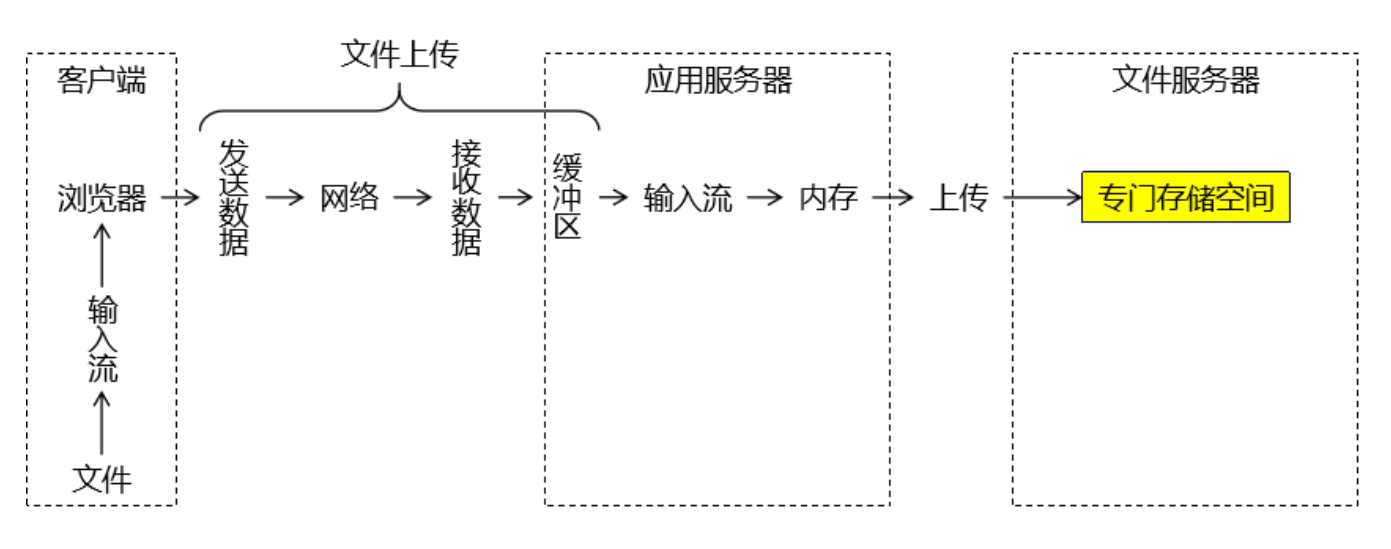 文件上传
客户端
应用服务器
文件服务器
浏览器
发送数据
网络
接收数据
缓冲区
输入流
内存
上传
专门存储空间
输入流
文件